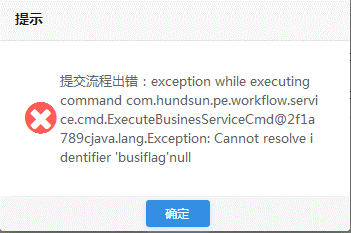 提示
提交流程出错：exception while executing
command com.hundsun.pe.workflow.servi
ce.cmd.ExecuteBusinesServiceCmd@2f1a
789cjava.lang.Exception: Cannot resolve i
dentifier 'busiflag'null
确定